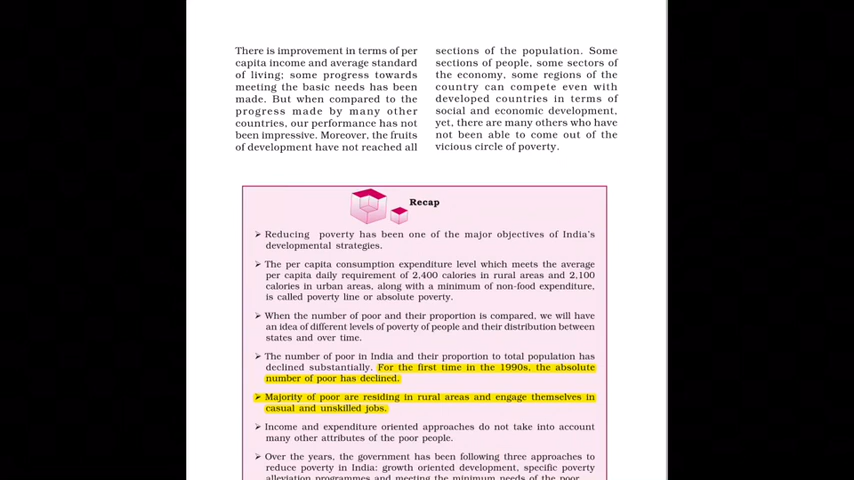 There is improvement in terms of per
capita income and average standard
of living; some progress towards
meeting the basic needs has been
made. But when compared to the
progress made by many other
countries, our performance has not
been impressive. Moreover, the fruits
of development have not reached all
sections of the population. Some
sections of people, some sectors of
the economy, some regions of the
country can compete even with
developed countries in terms of
social and economic development,
yet, there are many others who have
not been able to come out of the
vicious circle of poverty.
Recap
➢ Reducing poverty has been one of the major objectives of India's
developmental strategies.
➢ The per capita consumption expenditure level which meets the average
per capita daily requirement of 2,400 calories in rural areas and 2,100
calories in urban areas, along with a minimum of non-food expenditure,
is called poverty line or absolute poverty.
➢ When the number of poor and their proportion is compared, we will have
an idea of different levels of poverty of people and their distribution between
states and over time.
➢ The number of poor in India and their proportion to total population has
declined substantially. For the first time in the 1990s, the absolute
number of poor has declined.
➢ Majority of poor are residing in rural areas and engage themselves in
casual and unskilled jobs.
➢ Income and expenditure oriented approaches do not take into account
many other attributes of the poor people.
➢ Over the years, the government has been following three approaches to
reduce poverty in India: growth oriented development, specific poverty
alleviation programmes and meeting the minimum needs of the poor